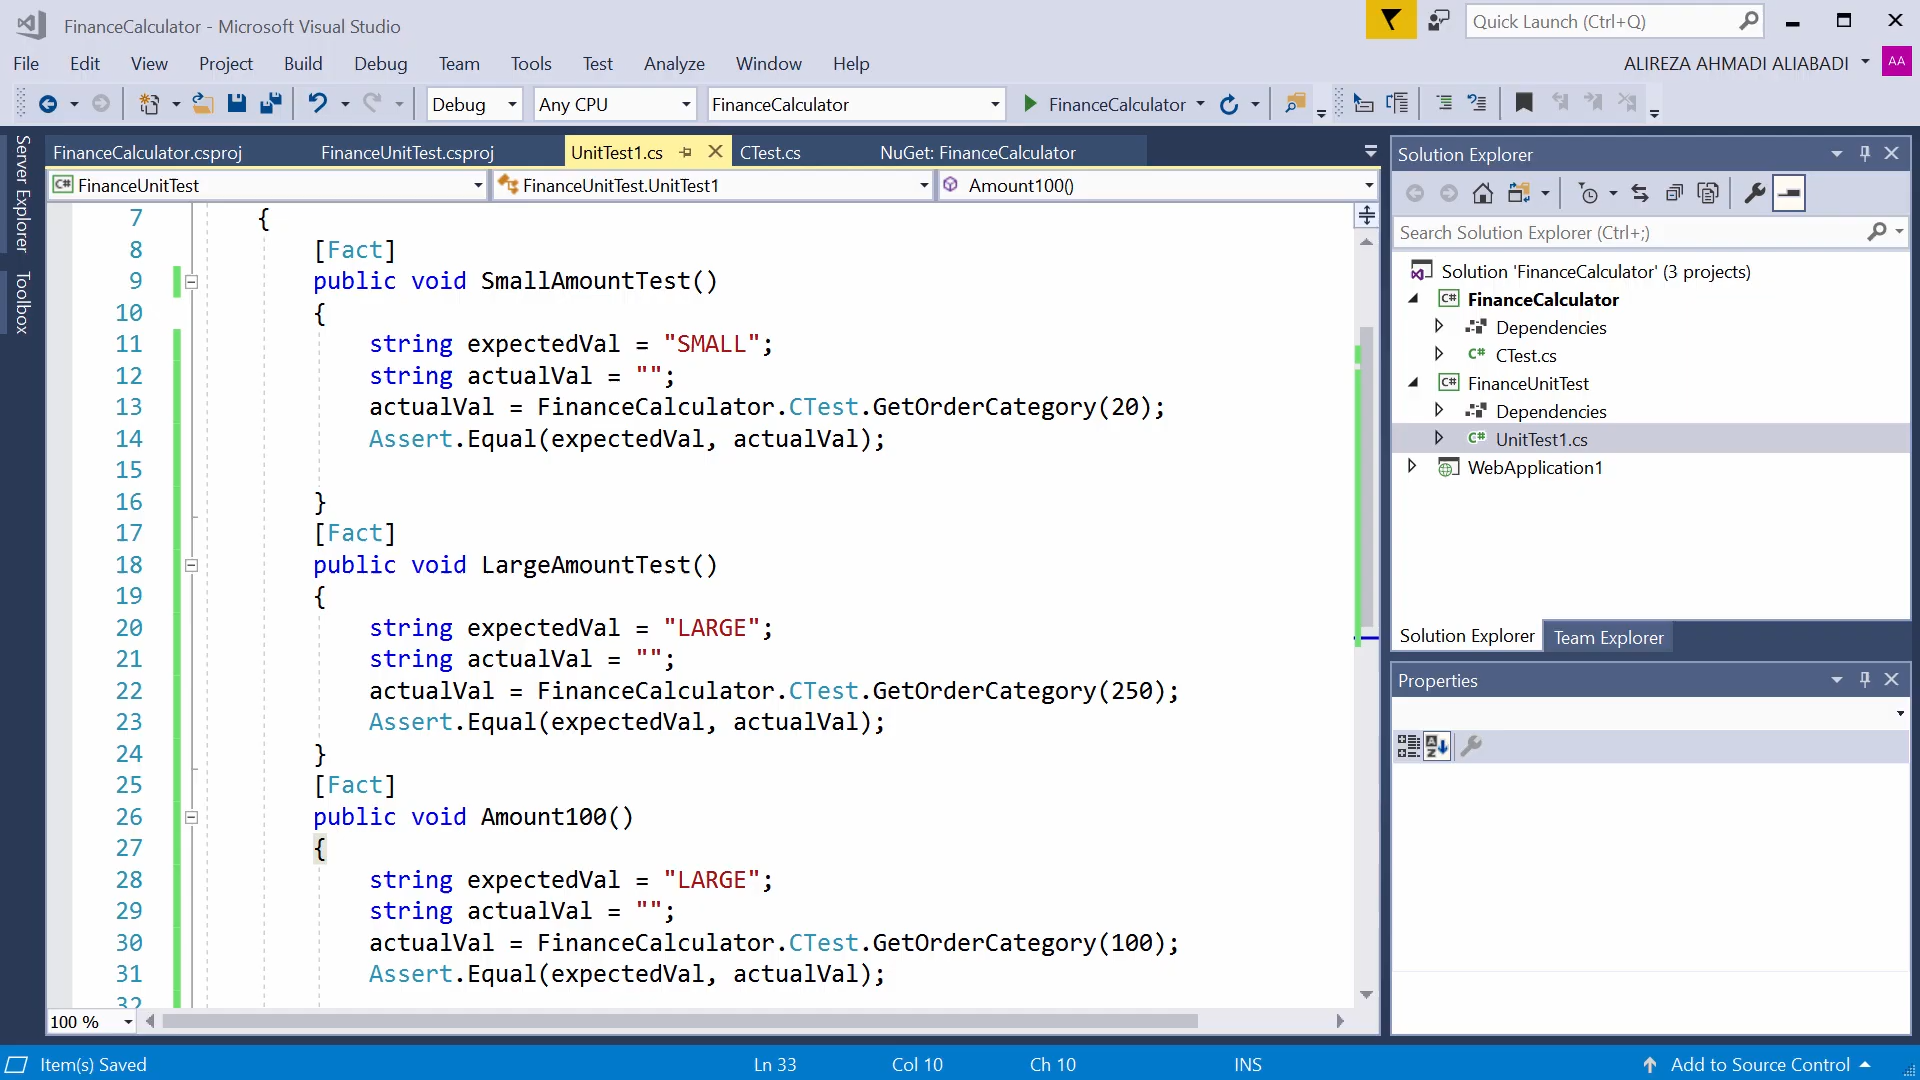 FinanceCalculator - Microsoft Visual Studio
Quick Launch (Ctrl+Q)
File Edit View Project Build Debug Team Tools Test Analyze Window Help
ALIREZA AHMADI ALIABADI
AA
Debug Any CPU FinanceCalculator FinanceCalculator
Server Explorer
Toolbox
FinanceCalculator.csproj FinanceUnitTest.csproj UnitTest1.cs CTest.cs NuGet: FinanceCalculator
C# FinanceUnitTest FinanceUnitTest.UnitTest1 Amount100()
7 {
8 [Fact]
9 public void SmallAmountTest()
10 {
11 string expectedVal = "SMALL";
12 string actualVal = "";
13 actualVal = FinanceCalculator.CTest.GetOrderCategory(20);
14 Assert.Equal(expectedVal, actualVal);
15
16 }
17 [Fact]
18 public void LargeAmountTest()
19 {
20 string expectedVal = "LARGE";
21 string actualVal = "";
22 actualVal = FinanceCalculator.CTest.GetOrderCategory(250);
23 Assert.Equal(expectedVal, actualVal);
24 }
25 [Fact]
26 public void Amount100()
27 {
28 string expectedVal = "LARGE";
29 string actualVal = "";
30 actualVal = FinanceCalculator.CTest.GetOrderCategory(100);
31 Assert.Equal(expectedVal, actualVal);
32
100 %
Solution Explorer
Search Solution Explorer (Ctrl+;)
Solution 'FinanceCalculator' (3 projects)
C# FinanceCalculator
Dependencies
C# CTest.cs
C# FinanceUnitTest
Dependencies
C# UnitTest1.cs
WebApplication1
Solution Explorer Team Explorer
Properties
Item(s) Saved Ln 33 Col 10 Ch 10 INS Add to Source Control